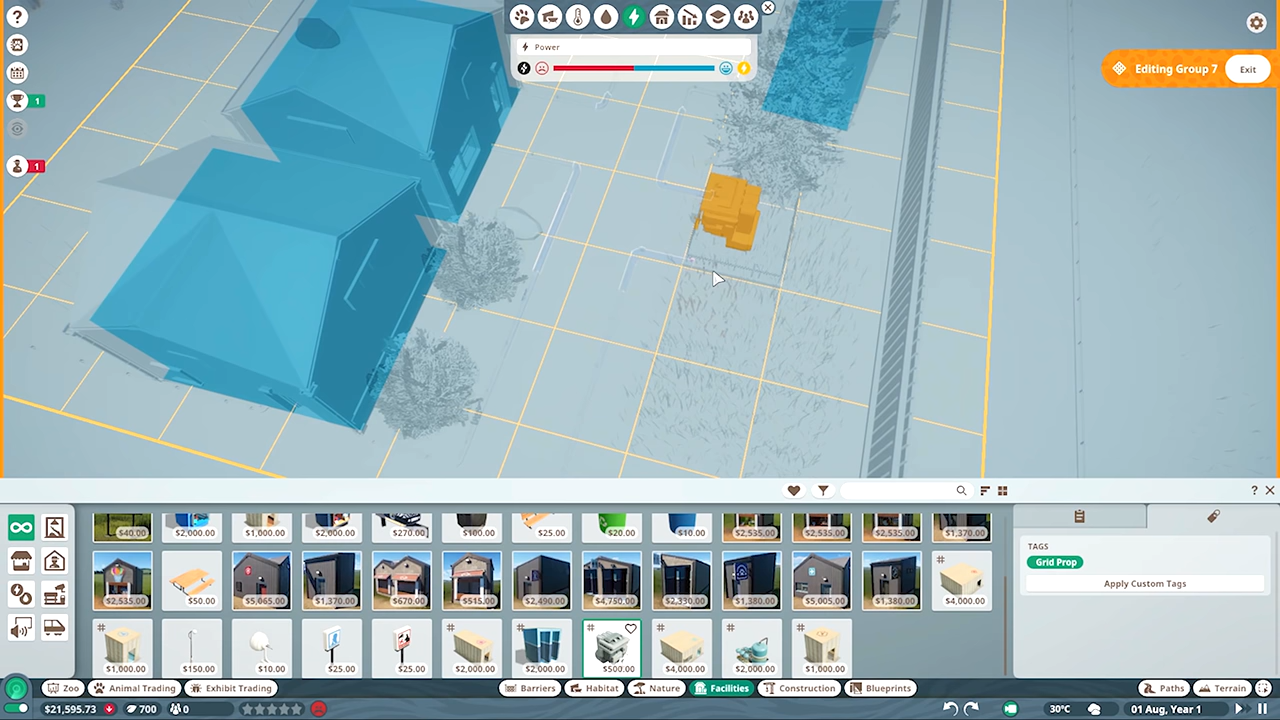 Power
Editing Group 7
Exit
1
1
$40.00 $2,000.00 $1,000.00 $2,000.00 $270.00 $100.00 $25.00 $20.00 $10.00 $2,535.00 $2,535.00 $2,535.00 $1,370.00
$2,535.00 $50.00 $5,065.00 $1,370.00 $670.00 $515.00 $2,490.00 $4,750.00 $2,330.00 $1,380.00 $5,005.00 $1,380.00 $4,000.00
$1,000.00 $150.00 $10.00 $25.00 $25.00 $2,000.00 $2,000.00 $500.00 $4,000.00 $2,000.00 $1,000.00
TAGS
Grid Prop
Apply Custom Tags
Zoo Animal Trading Exhibit Trading Barriers Habitat Nature Facilities Construction Blueprints Paths Terrain
$21,595.73 700 0 30°C 01 Aug, Year 1